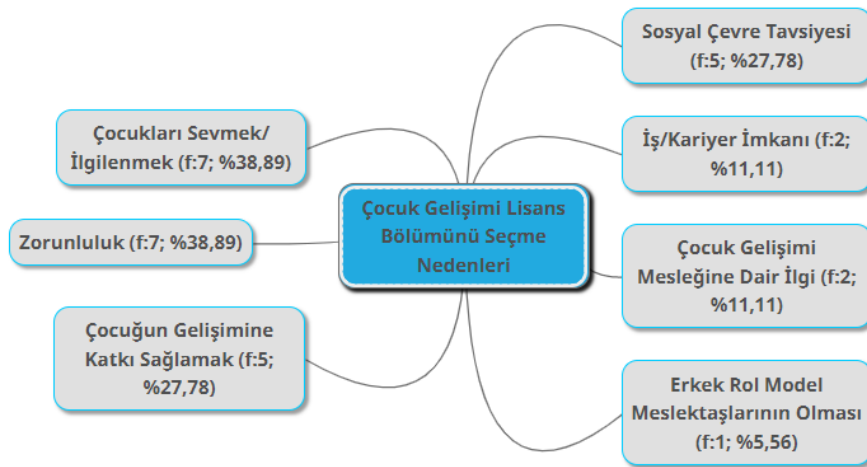 Çocuk Gelişimi Lisans
Bölümünü Seçme
Nedenleri
Çocukları Sevmek/
İlgilenmek (f:7; %38,89)
Zorunluluk (f:7; %38,89)
Çocuğun Gelişimine
Katkı Sağlamak (f:5;
%27,78)
Sosyal Çevre Tavsiyesi
(f:5; %27,78)
İş/Kariyer İmkanı (f:2;
%11,11)
Çocuk Gelişimi
Mesleğine Dair İlgi (f:2;
%11,11)
Erkek Rol Model
Meslektaşlarının Olması
(f:1; %5,56)